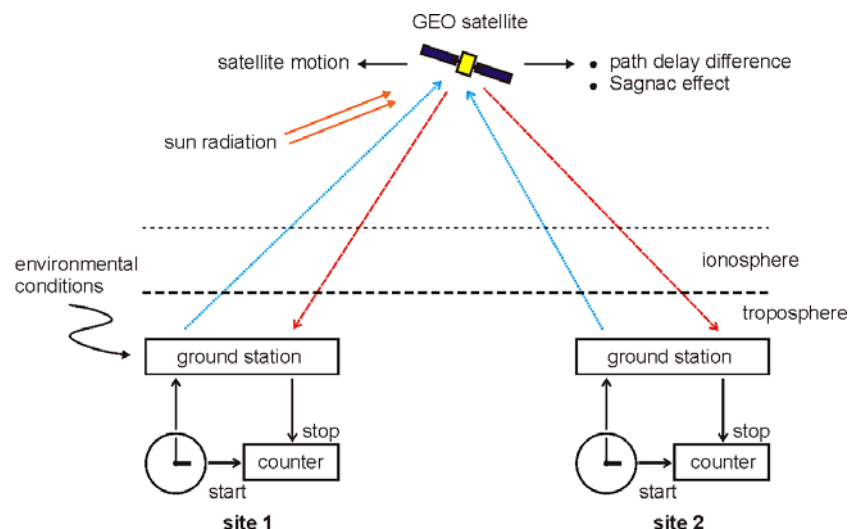 GEO satellite
satellite motion
• path delay difference
• Sagnac effect
sun radiation
environmental
conditions
ionosphere
troposphere
ground station
ground station
stop
stop
counter
counter
start
start
site 1
site 2